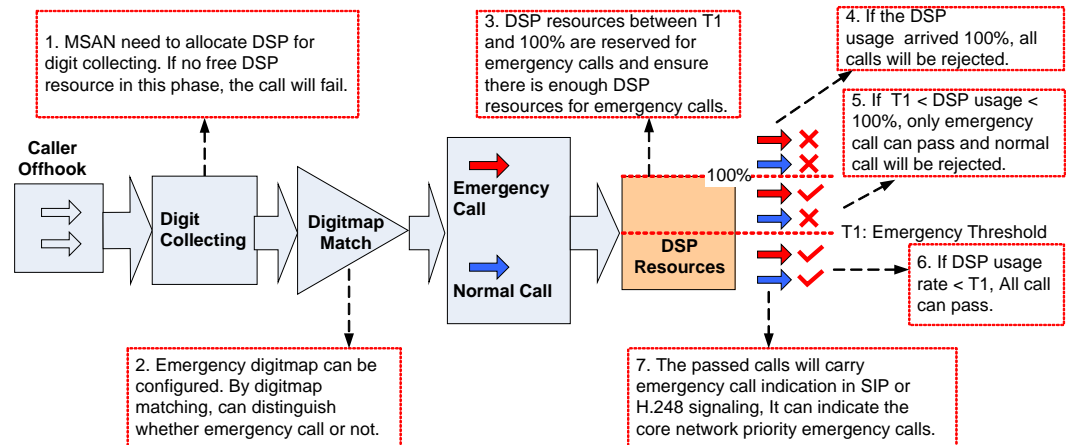 1. MSAN need to allocate DSP for
digit collecting. If no free DSP
resource in this phase, the call will fail.
3. DSP resources between T1
and 100% are reserved for
emergency calls and ensure
there is enough DSP
resources for emergency calls.
4. If the DSP
usage  arrived 100%, all
calls will be rejected.
5. If  T1 < DSP usage <
100%, only emergency
call can pass and normal
call will be rejected.
Caller
Offhook
Digit
Collecting
Digitmap
Match
Emergency
Call
Normal Call
100%
DSP
Resources
T1: Emergency Threshold
6. If DSP usage
rate < T1, All call
can pass.
2. Emergency digitmap can be
configured. By digitmap
matching, can distinguish
whether emergency call or not.
7. The passed calls will carry
emergency call indication in SIP or
H.248 signaling, It can indicate the
core network priority emergency calls.